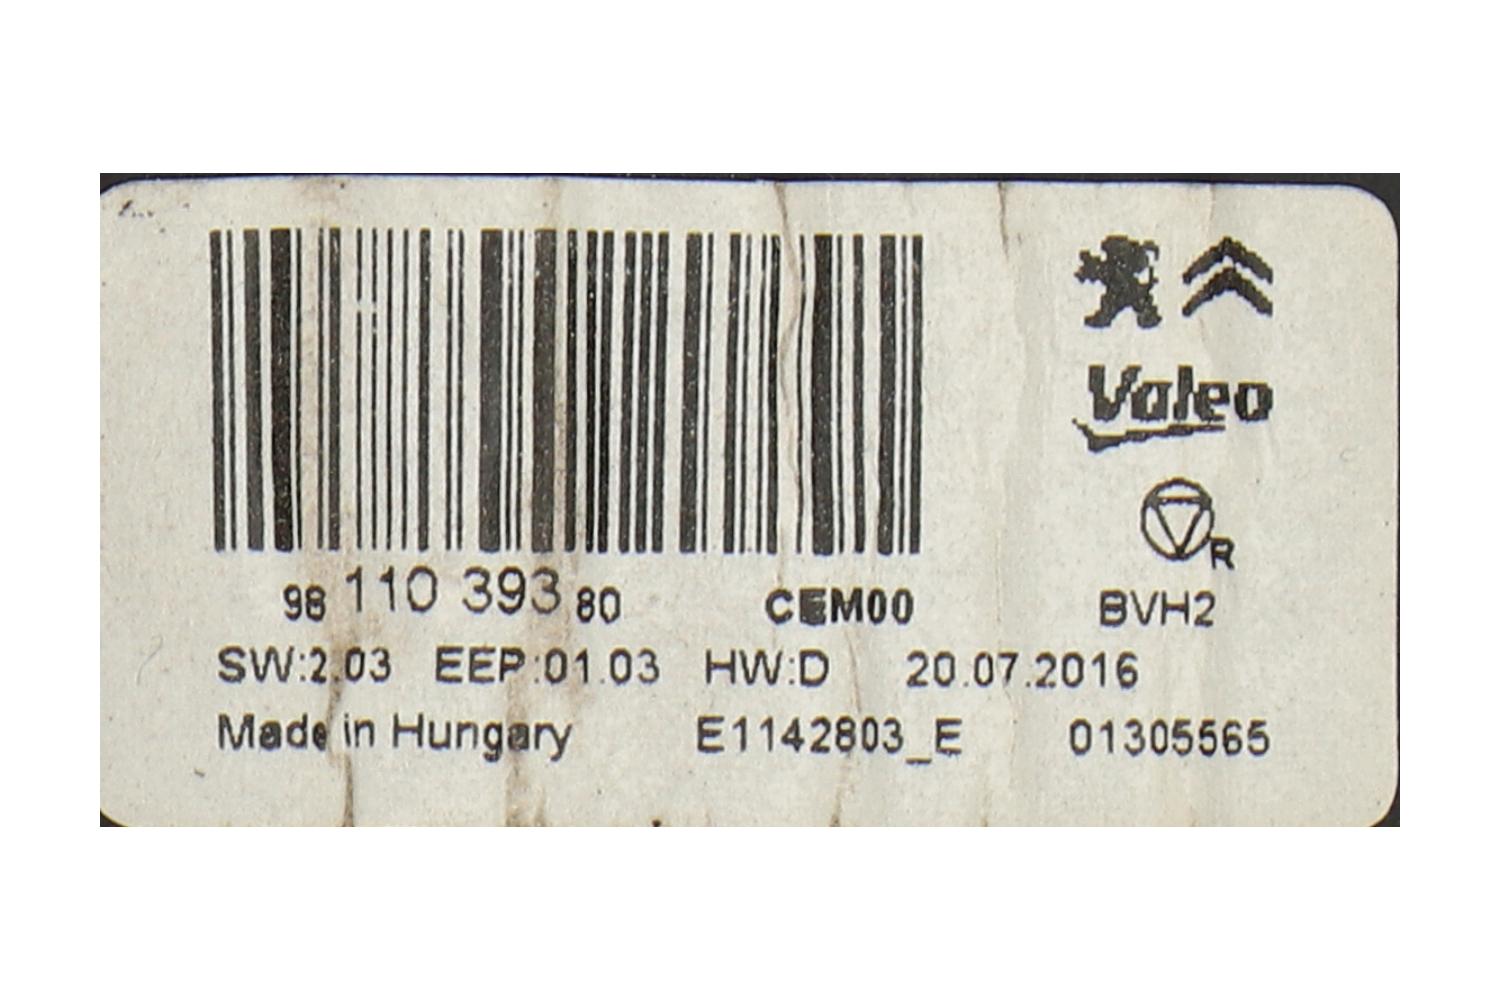 Valeo
R
98 110 393 80 CEM00 BVH2
SW:2.03 EEP:01.03 HW:D 20.07.2016
Made in Hungary E1142803_E 01305565